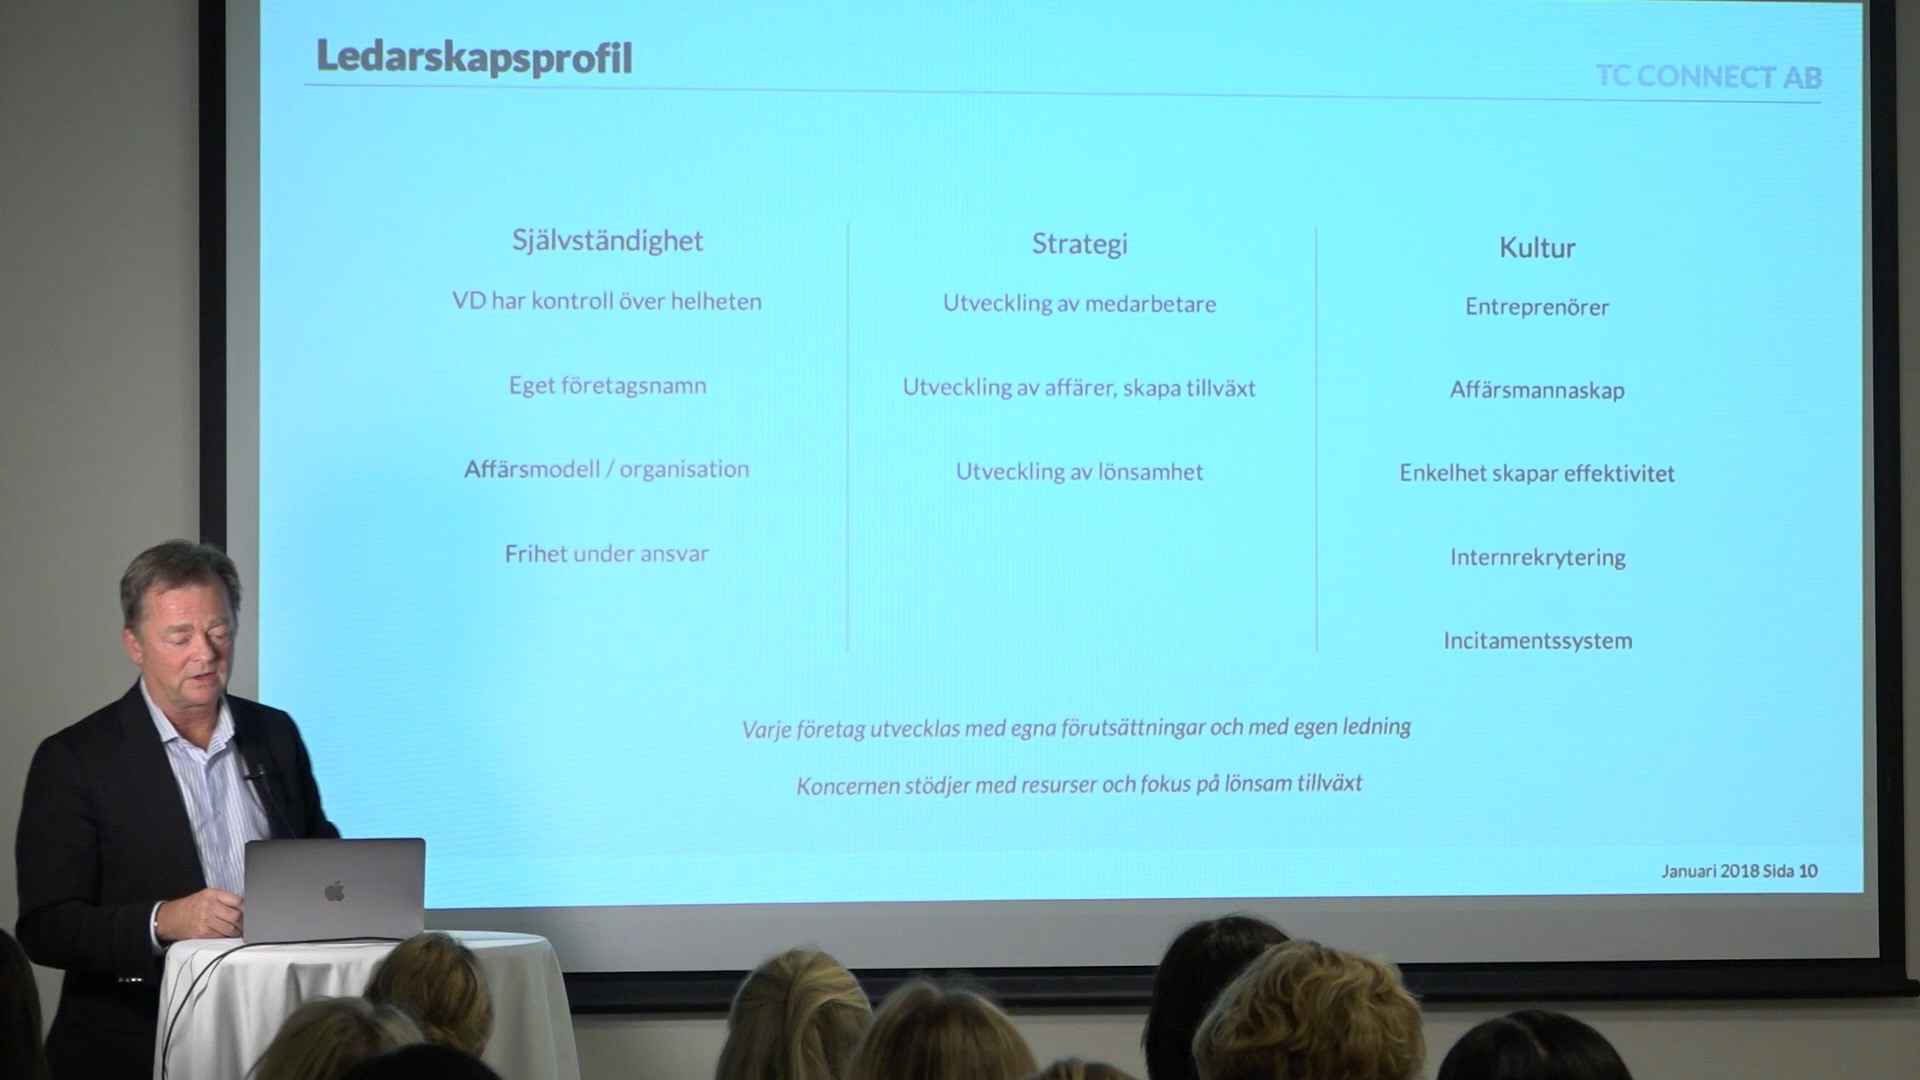 Ledarskapsprofil
TC CONNECT AB
Självständighet
VD har kontroll över helheten
Eget företagsnamn
Affärsmodell / organisation
Frihet under ansvar
Strategi
Utveckling av medarbetare
Utveckling av affärer, skapa tillväxt
Utveckling av lönsamhet
Kultur
Entreprenörer
Affärsmannaskap
Enkelhet skapar effektivitet
Internrekrytering
Incitamentssystem
Varje företag utvecklas med egna förutsättningar och med egen ledning
Koncernen stödjer med resurser och fokus på lönsam tillväxt
Januari 2018 Sida 10